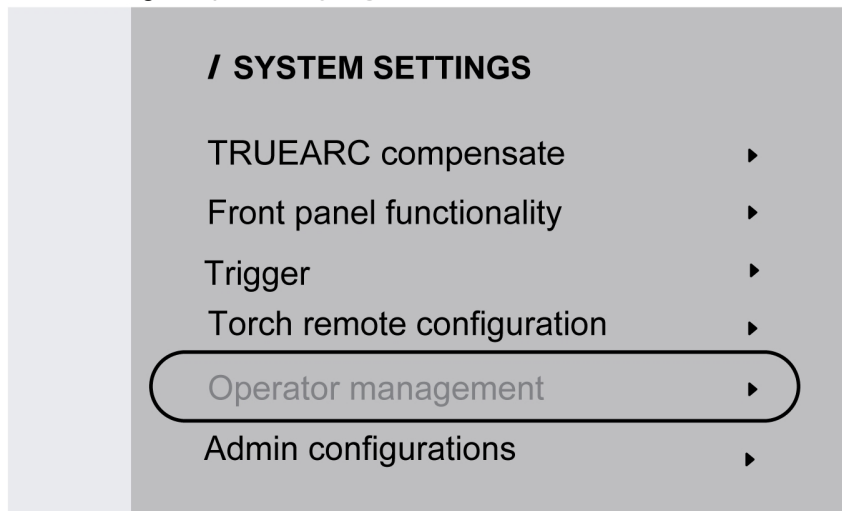 / SYSTEM SETTINGS
TRUEARC compensate
Front panel functionality
Trigger
Torch remote configuration
Operator management
Admin configurations